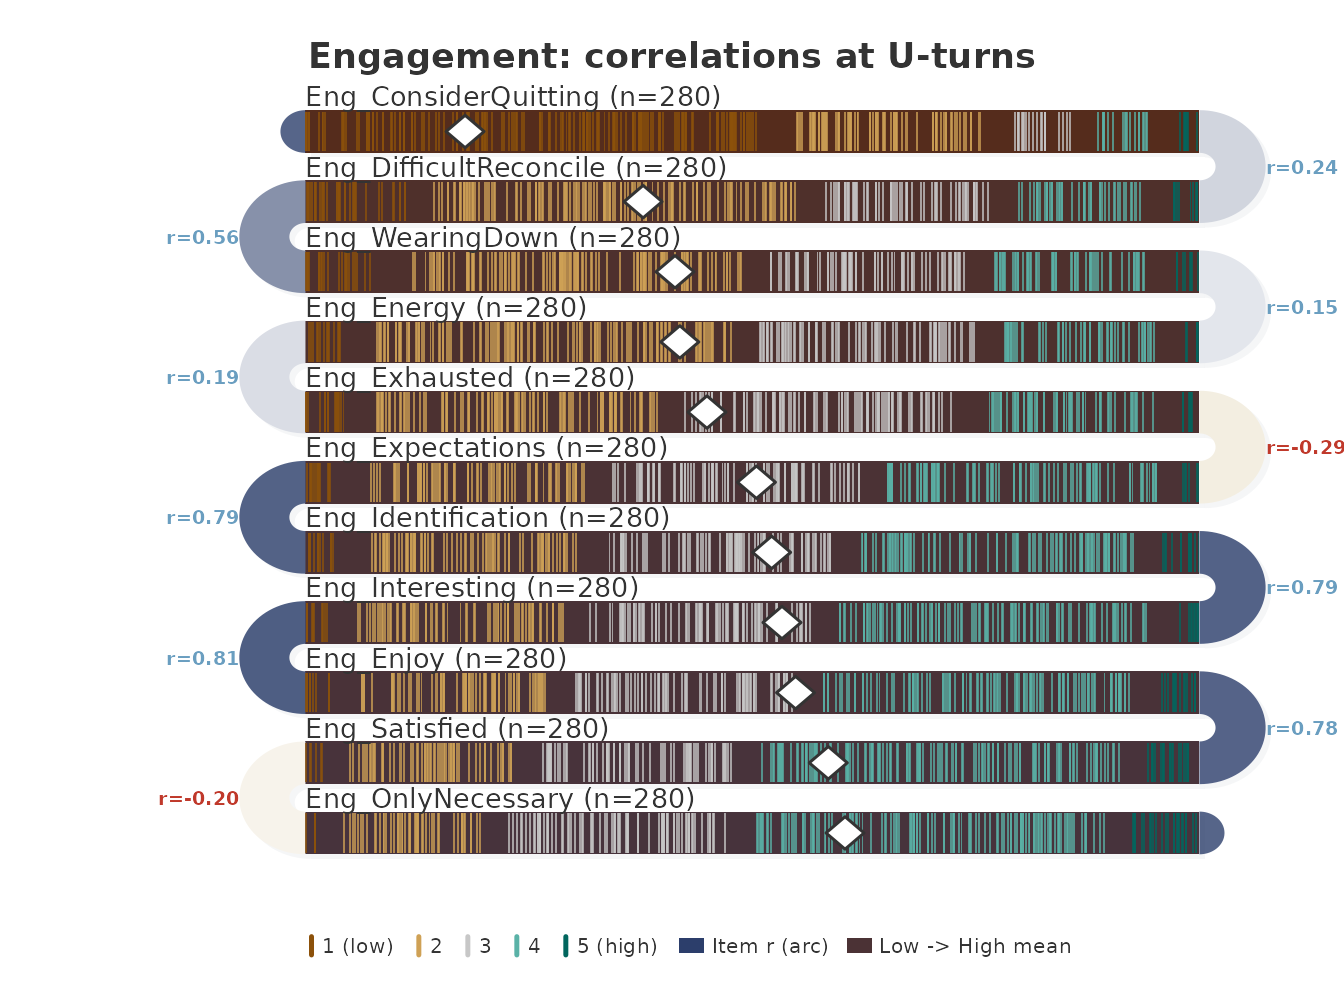 Engagement: correlations at U-turns
Eng_ConsiderQuitting (n=280)
r=0.24
Eng_DifficultReconcile (n=280)
r=0.56
Eng_WearingDown (n=280)
r=0.15
Eng_Energy (n=280)
r=0.19
Eng_Exhausted (n=280)
r=-0.29
Eng_Expectations (n=280)
r=0.79
Eng_Identification (n=280)
r=0.79
Eng_Interesting (n=280)
r=0.81
Eng_Enjoy (n=280)
r=0.78
Eng_Satisfied (n=280)
r=-0.20
Eng_OnlyNecessary (n=280)
1 (low) 2 3 4 5 (high) Item r (arc) Low -> High mean